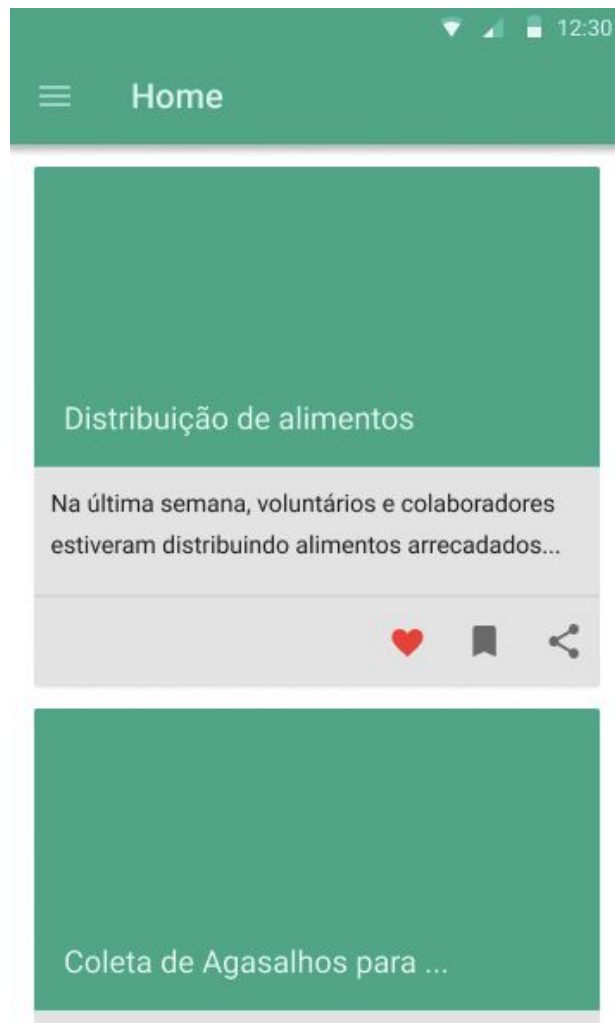 12:30
Home
Distribuição de alimentos
Na última semana, voluntários e colaboradores
estiveram distribuindo alimentos arrecadados...
Coleta de Agasalhos para ...